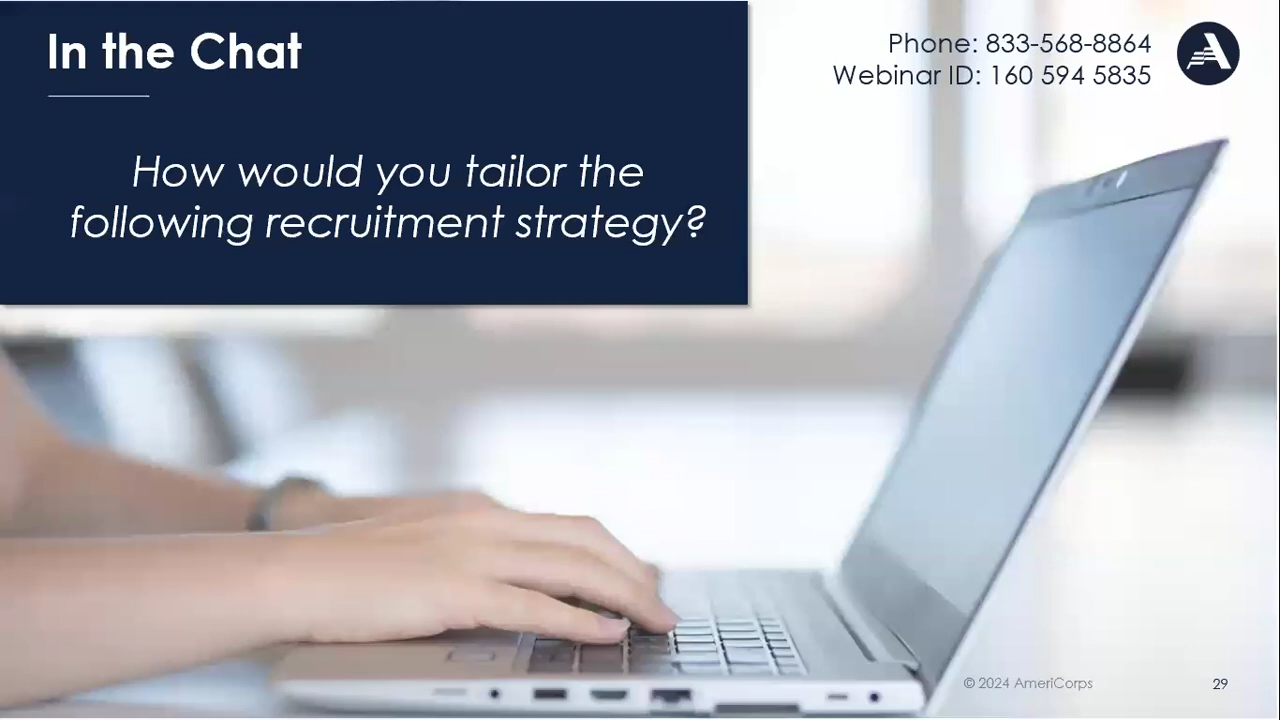 In the Chat
Phone: 833-568-8864
Webinar ID: 160 594 5835
How would you tailor the
following recruitment strategy?
© 2024 AmeriCorps
29